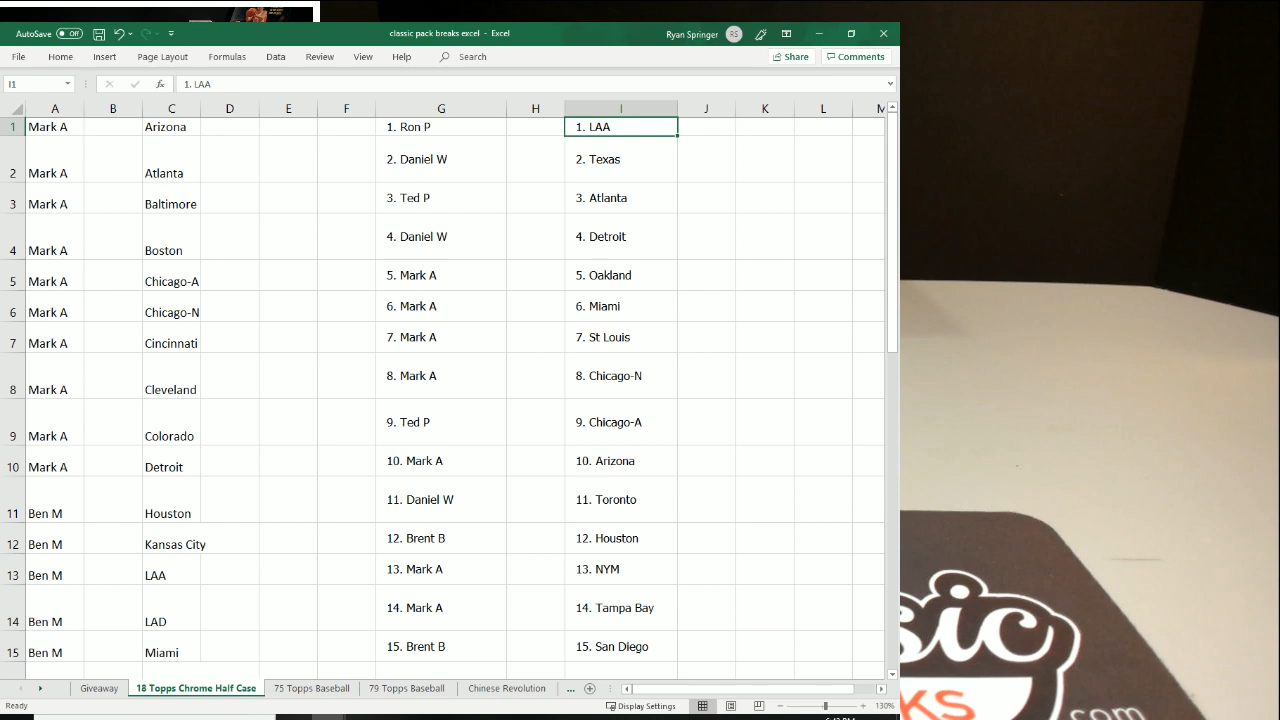 AutoSave Off classic pack breaks excel - Excel Ryan Springer RS
File Home Insert Page Layout Formulas Data Review View Help Search Share Comments
I1 fx 1. LAA
A B C D E F G H I J K L M
1 Mark A Arizona 1. Ron P 1. LAA
2 Mark A Atlanta 2. Daniel W 2. Texas
3 Mark A Baltimore 3. Ted P 3. Atlanta
4 Mark A Boston 4. Daniel W 4. Detroit
5 Mark A Chicago-A 5. Mark A 5. Oakland
6 Mark A Chicago-N 6. Mark A 6. Miami
7 Mark A Cincinnati 7. Mark A 7. St Louis
8 Mark A Cleveland 8. Mark A 8. Chicago-N
9 Mark A Colorado 9. Ted P 9. Chicago-A
10 Mark A Detroit 10. Mark A 10. Arizona
11 Ben M Houston 11. Daniel W 11. Toronto
12 Ben M Kansas City 12. Brent B 12. Houston
13 Ben M LAA 13. Mark A 13. NYM
14 Ben M LAD 14. Mark A 14. Tampa Bay
15 Ben M Miami 15. Brent B 15. San Diego
Giveaway 18 Topps Chrome Half Case 75 Topps Baseball 79 Topps Baseball Chinese Revolution ...
Ready Display Settings 130%
sic
KS
.com